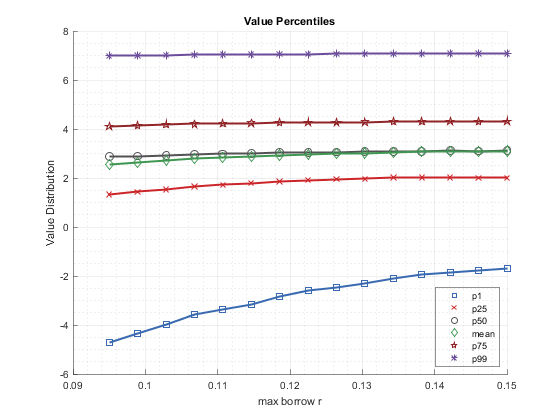 Value Percentiles
8
6
4
2
0
-2
-4
-6
Value Distribution
0.09
0.1
0.11
0.12
0.13
0.14
0.15
max borrow r
p1
p25
p50
mean
p75
p99